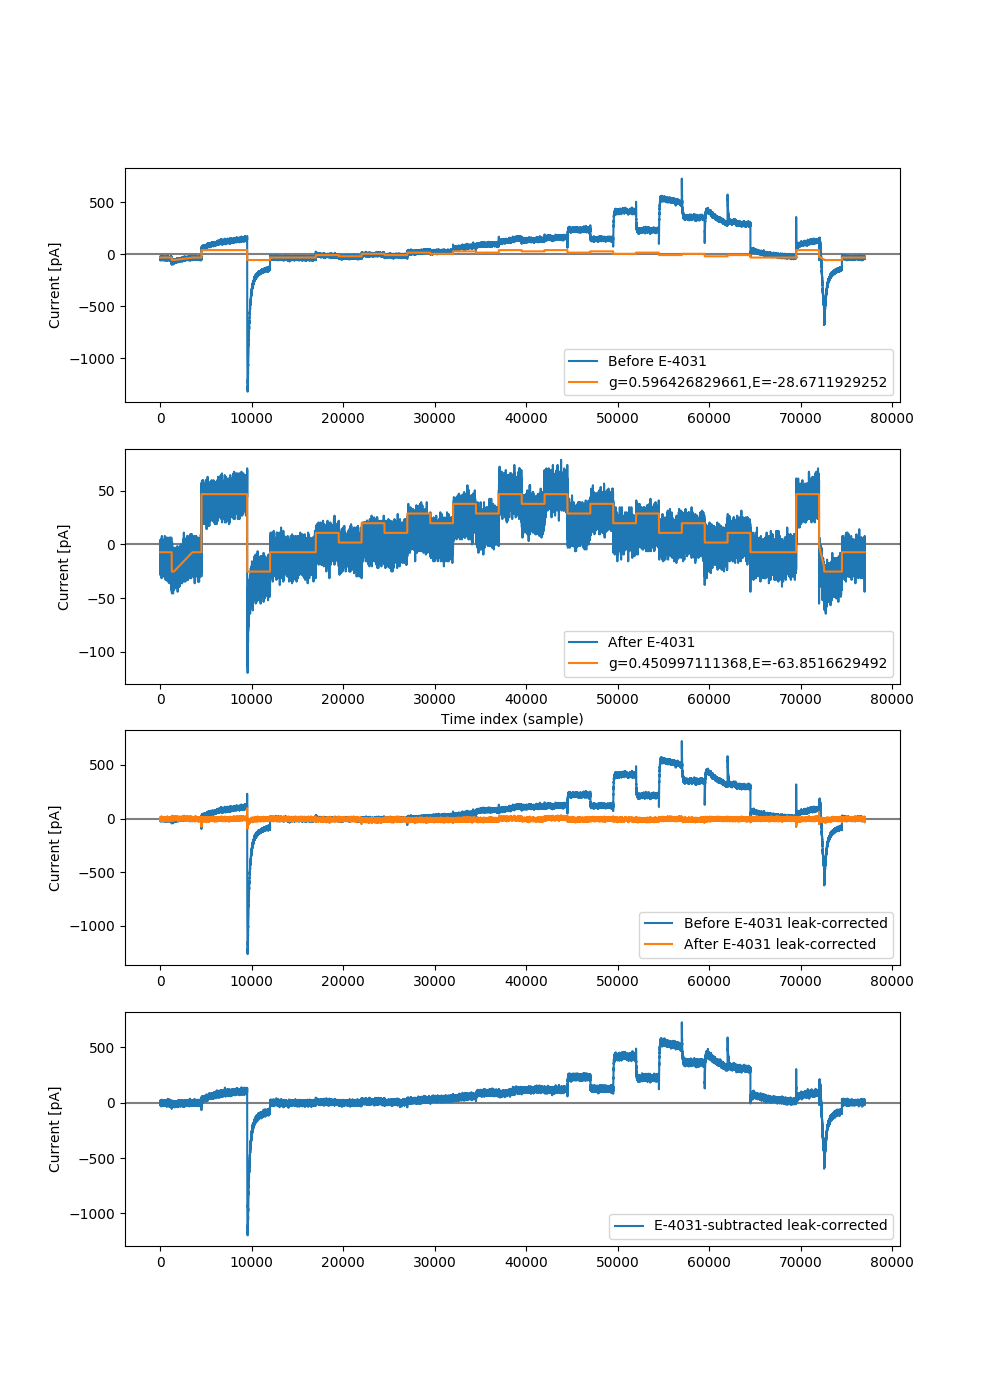 500
0
−500
−1000
Current [pA]
Before E-4031
g=0.596426829661,E=-28.6711929252
0 10000 20000 30000 40000 50000 60000 70000 80000
50
0
−50
−100
Current [pA]
After E-4031
g=0.450997111368,E=-63.8516629492
0 10000 20000 30000 40000 50000 60000 70000 80000
Time index (sample)
500
0
−500
−1000
Current [pA]
Before E-4031 leak-corrected
After E-4031 leak-corrected
0 10000 20000 30000 40000 50000 60000 70000 80000
500
0
−500
−1000
Current [pA]
E-4031-subtracted leak-corrected
0 10000 20000 30000 40000 50000 60000 70000 80000